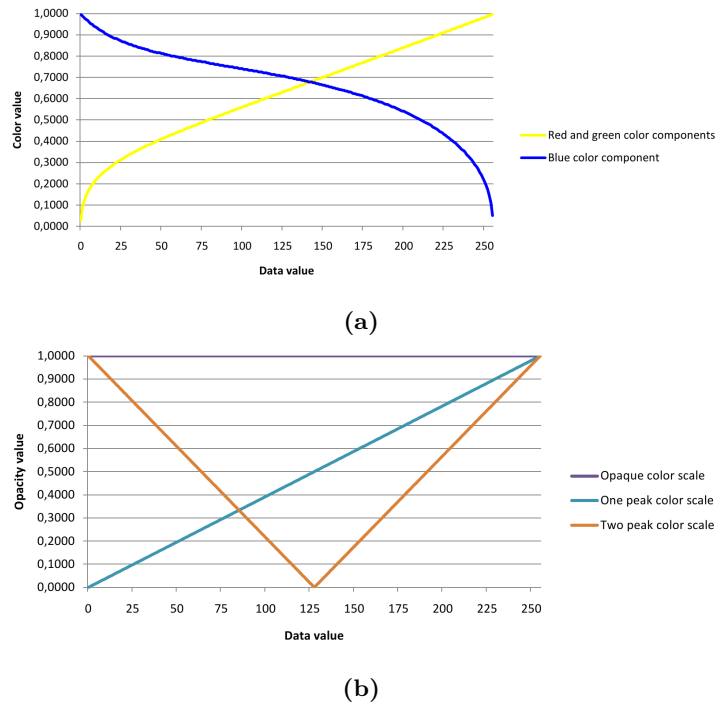 1,0000
0,9000
0,8000
0,7000
0,6000
0,5000
0,4000
0,3000
0,2000
0,1000
0,0000
Color value
0 25 50 75 100 125 150 175 200 225 250
Data value
Red and green color components
Blue color component
(a)
1,0000
0,9000
0,8000
0,7000
0,6000
0,5000
0,4000
0,3000
0,2000
0,1000
0,0000
Opacity value
0 25 50 75 100 125 150 175 200 225 250
Data value
Opaque color scale
One peak color scale
Two peak color scale
(b)